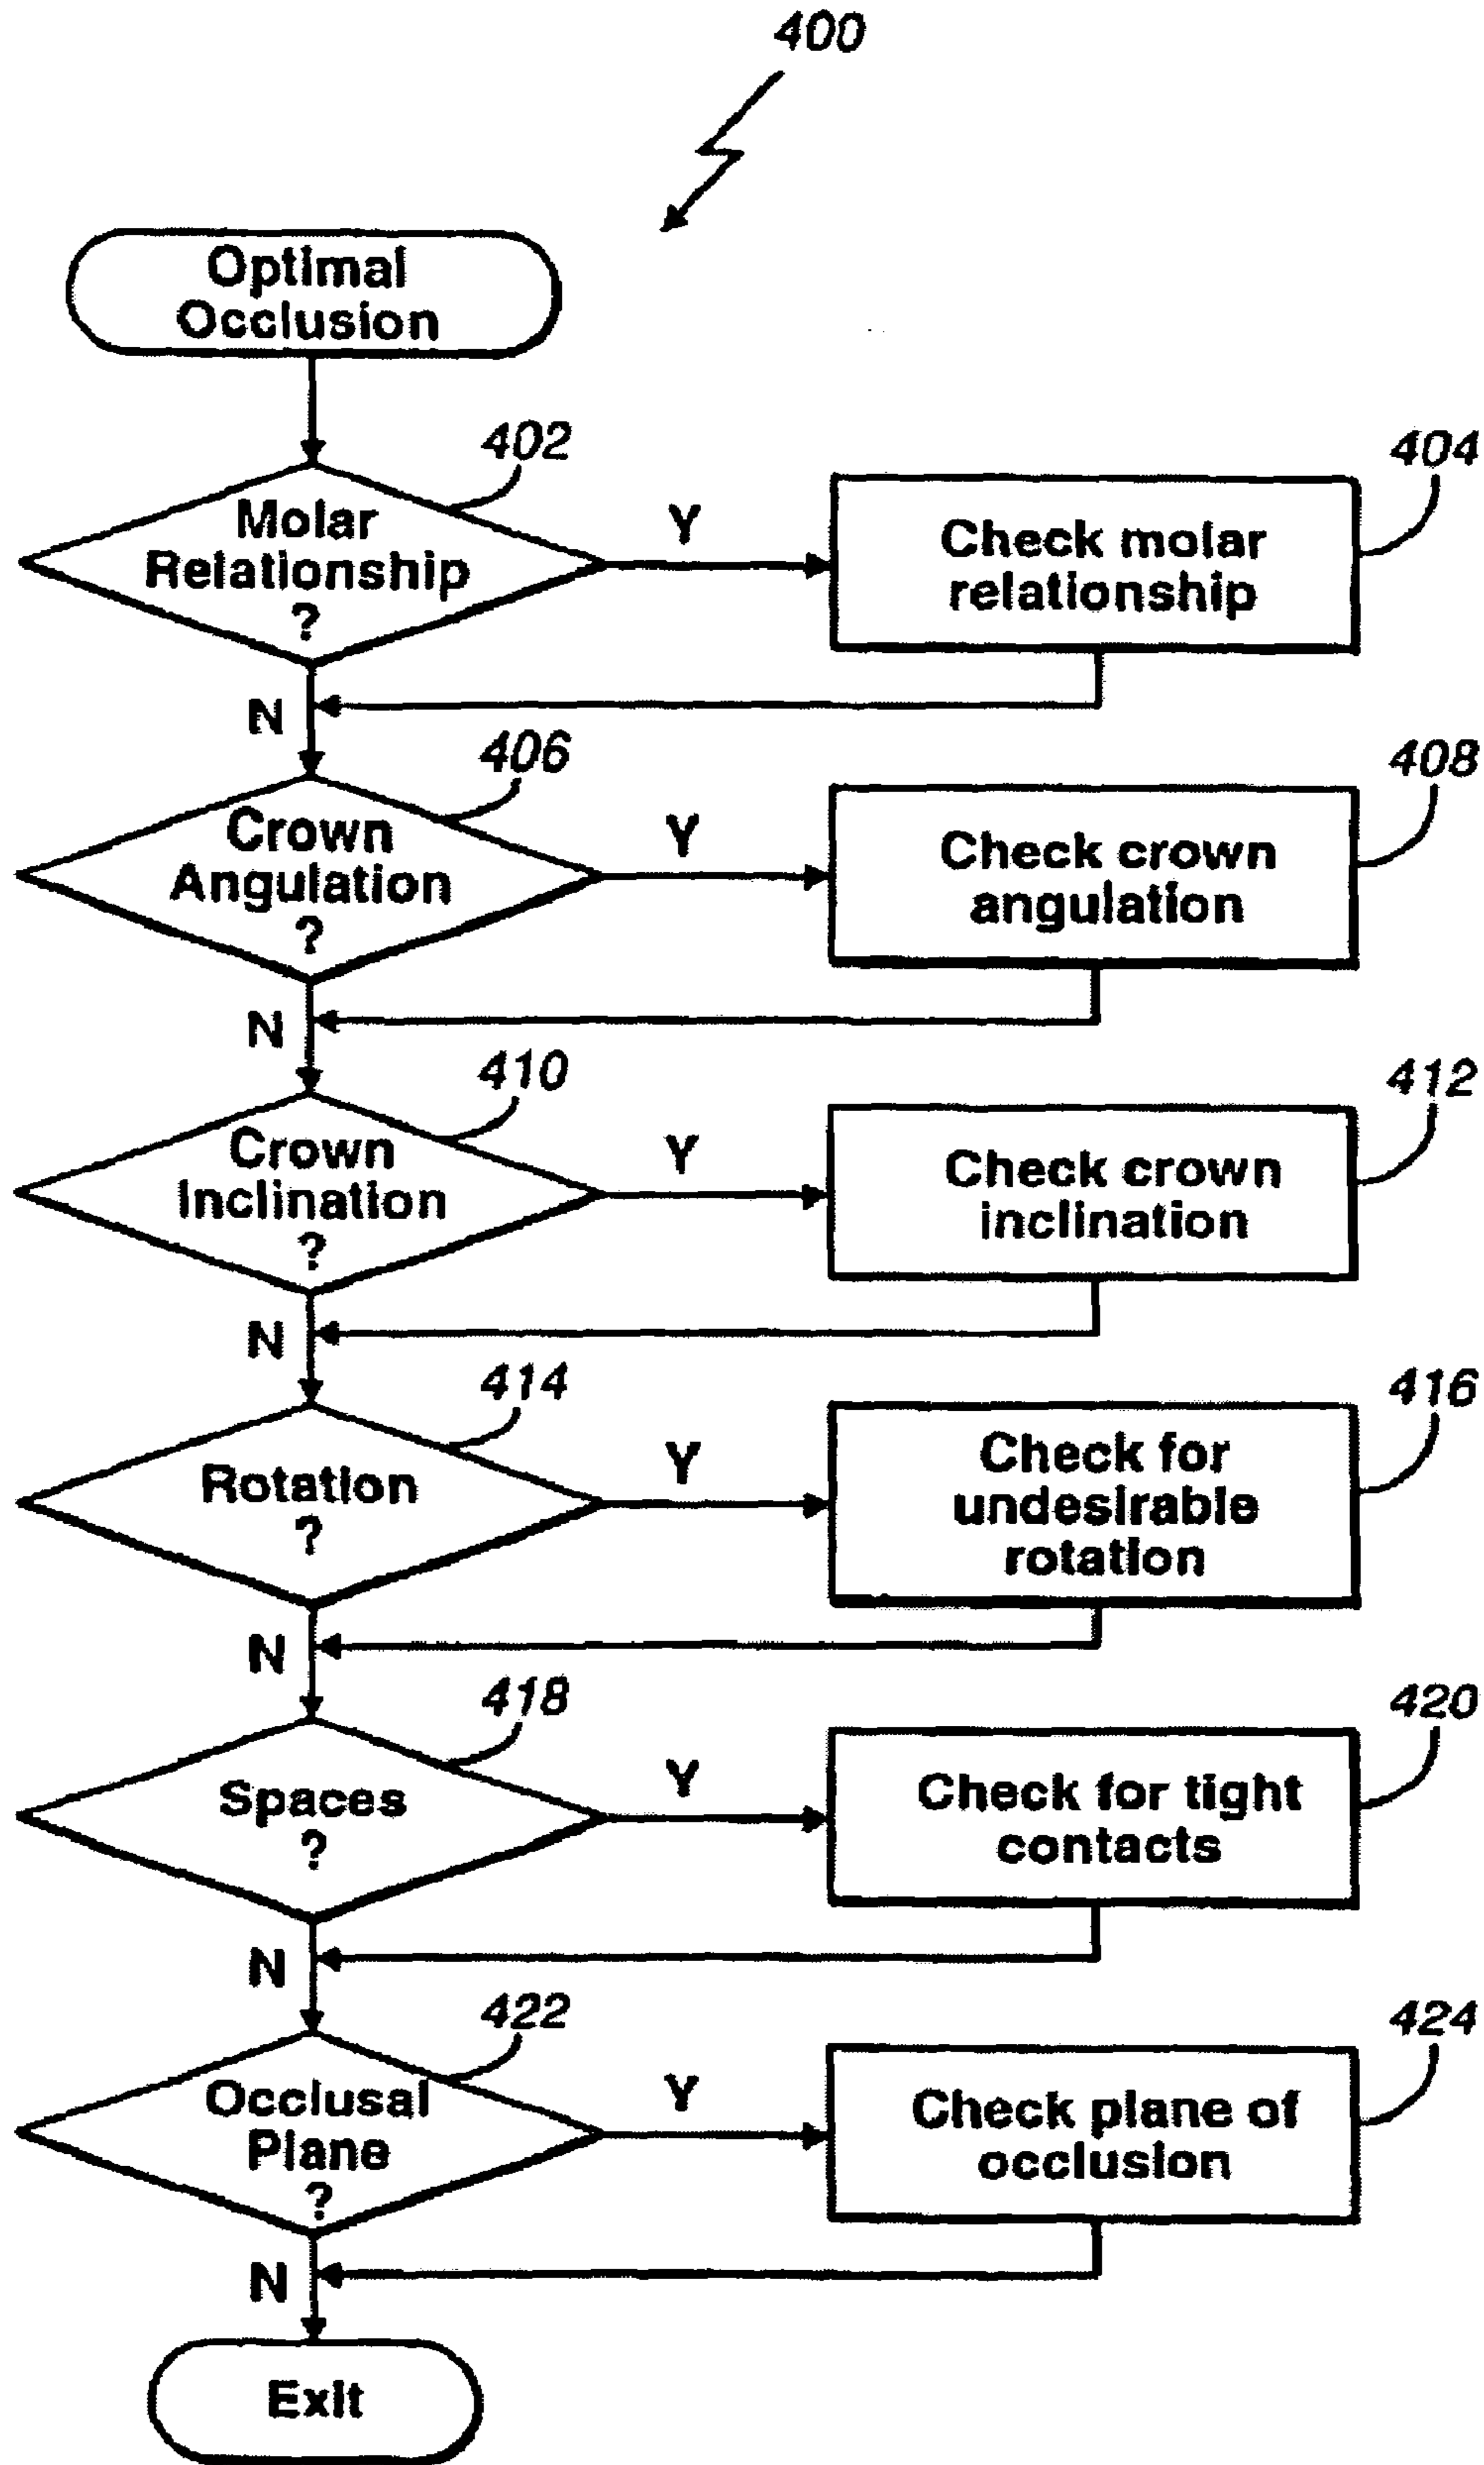 400
Optimal
Occlusion
402
Molar
Relationship
?
Y
Check molar
relationship
404
N
406
Crown
Angulation
?
Y
Check crown
angulation
408
N
410
Crown
Inclination
?
Y
Check crown
inclination
412
N
414
Rotation
?
Y
Check for
undesirable
rotation
416
N
418
Spaces
?
Y
Check for tight
contacts
420
N
422
Occlusal
Plane
?
Y
Check plane of
occlusion
424
N
Exit